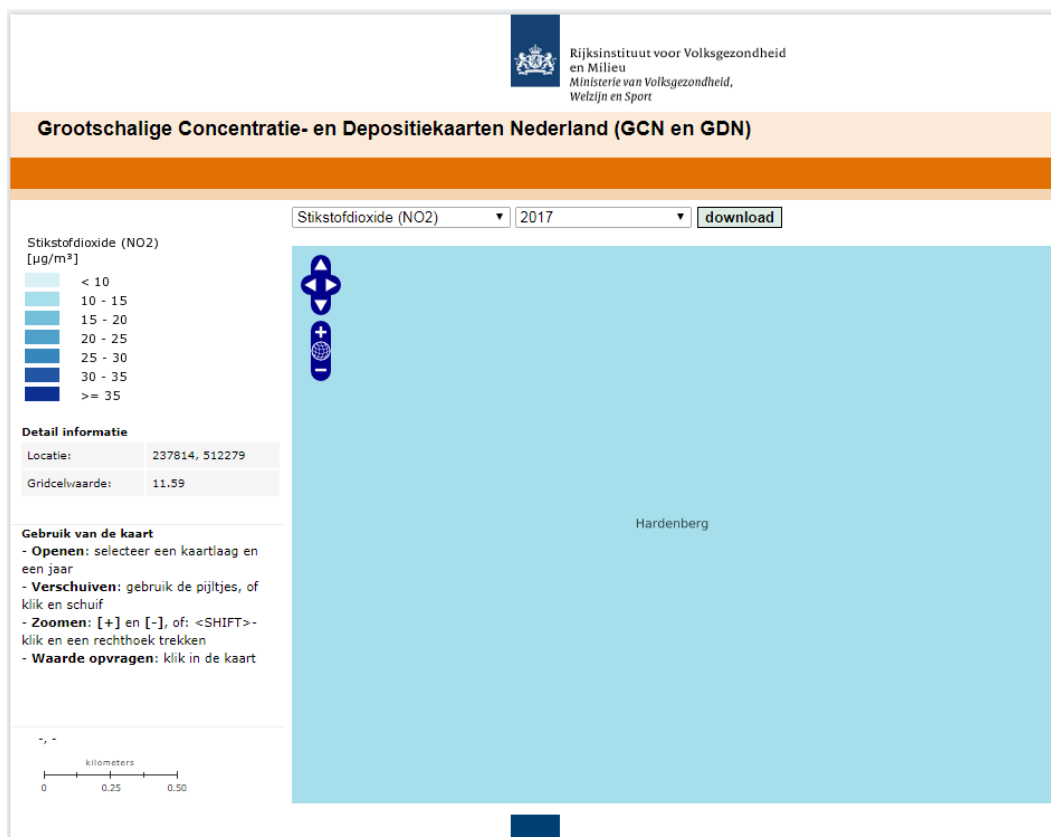 Rijksinstituut voor Volksgezondheid
en Milieu
Ministerie van Volksgezondheid,
Welzijn en Sport
Grootschalige Concentratie- en Depositiekaarten Nederland (GCN en GDN)
Stikstofdioxide (NO2) 2017 download
Stikstofdioxide (NO2)
[µg/m³]
< 10
10 - 15
15 - 20
20 - 25
25 - 30
30 - 35
>= 35
Detail informatie
Locatie: 237814, 512279
Gridcelwaarde: 11.59
Gebruik van de kaart
- Openen: selecteer een kaartlaag en
een jaar
- Verschuiven: gebruik de pijltjes, of
klik en schuif
- Zoomen: [+] en [-], of: <SHIFT>-
klik en een rechthoek trekken
- Waarde opvragen: klik in de kaart
Hardenberg
-, -
kilometers
0 0.25 0.50